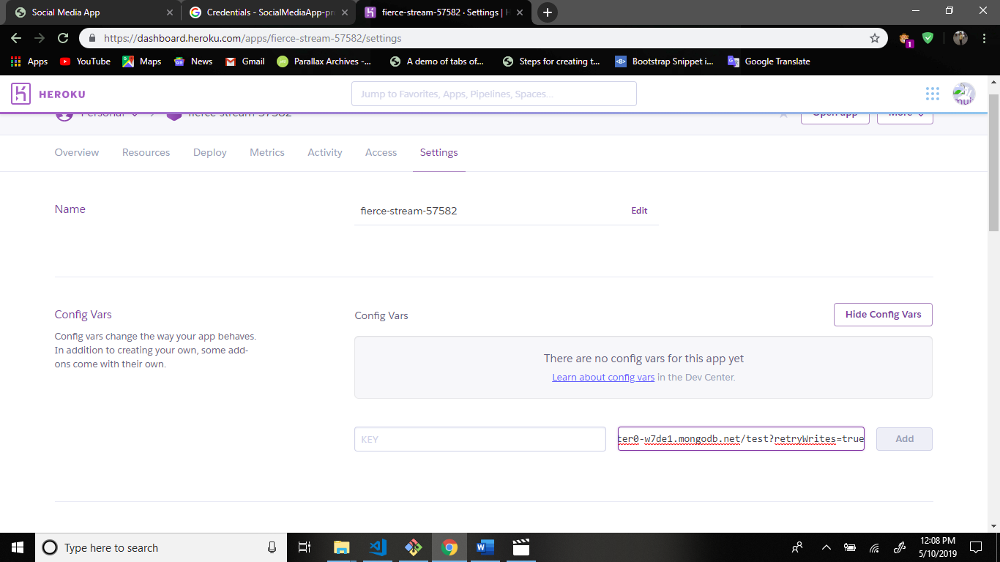 Social Media App
Credentials - SocialMediaApp-pr
fierce-stream-57582 · Settings | H
https://dashboard.heroku.com/apps/fierce-stream-57582/settings
1
Apps
YouTube
Maps
News
Gmail
Parallax Archives -...
A demo of tabs of...
Steps for creating t...
Bootstrap Snippet i...
Google Translate
HEROKU
Jump to Favorites, Apps, Pipelines, Spaces...
Personal
fierce-stream-57582
Open app
More
Overview
Resources
Deploy
Metrics
Activity
Access
Settings
Name
fierce-stream-57582
Edit
Config Vars
Config vars change the way your app behaves.
In addition to creating your own, some add-
ons come with their own.
Config Vars
Hide Config Vars
There are no config vars for this app yet
Learn about config vars in the Dev Center.
KEY
ter0-w7de1.mongodb.net/test?retryWrites=true
Add
Type here to search
12:08 PM
5/10/2019